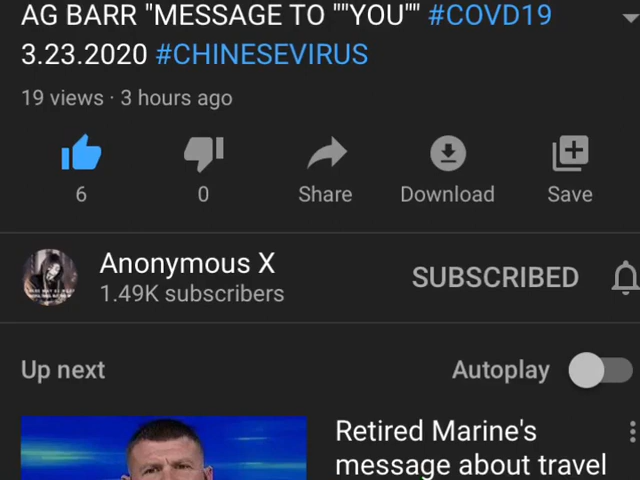 AG BARR "MESSAGE TO ""YOU"" #COVD19
3.23.2020 #CHINESEVIRUS
19 views · 3 hours ago
6
0
Share
Download
Save
Anonymous X
1.49K subscribers
SUBSCRIBED
Up next
Autoplay
Retired Marine's
message about travel